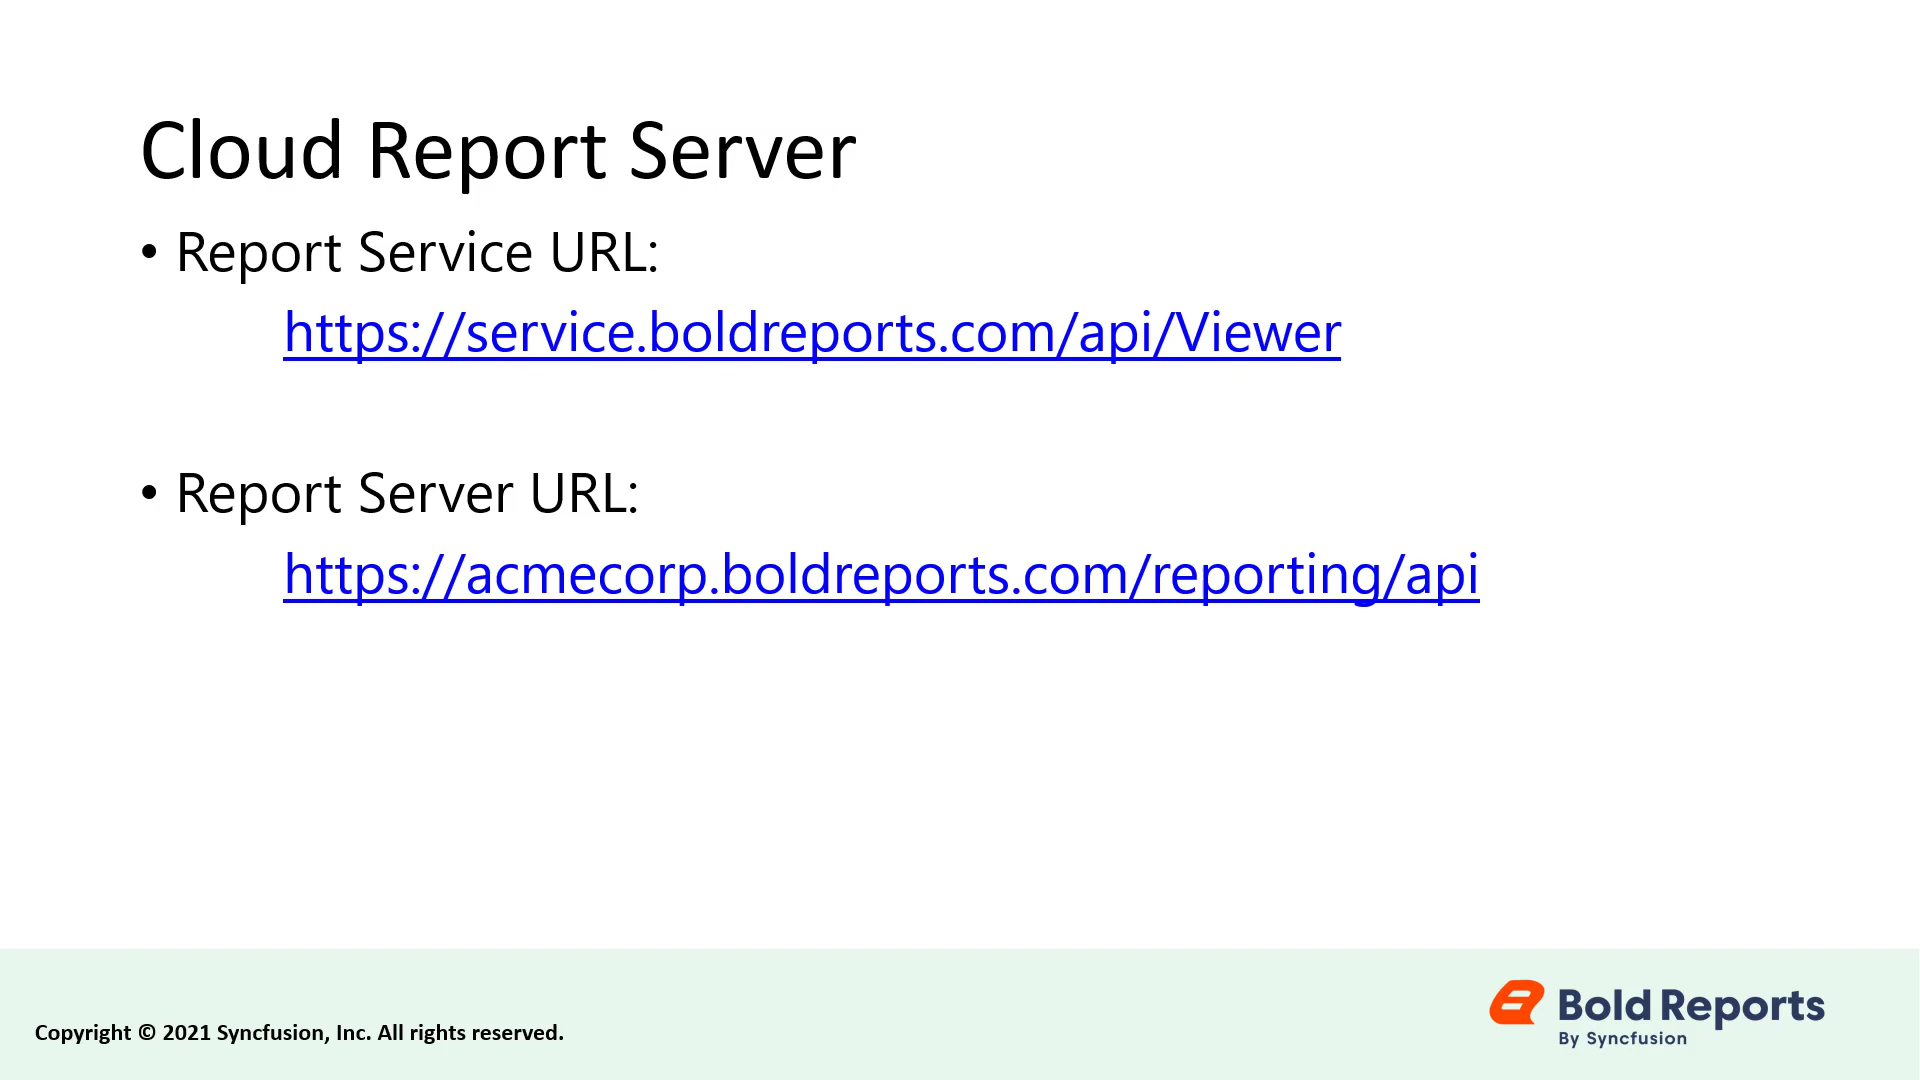 Cloud Report Server
• Report Service URL:
https://service.boldreports.com/api/Viewer
• Report Server URL:
https://acmecorp.boldreports.com/reporting/api
Copyright © 2021 Syncfusion, Inc. All rights reserved.
Bold Reports
By Syncfusion